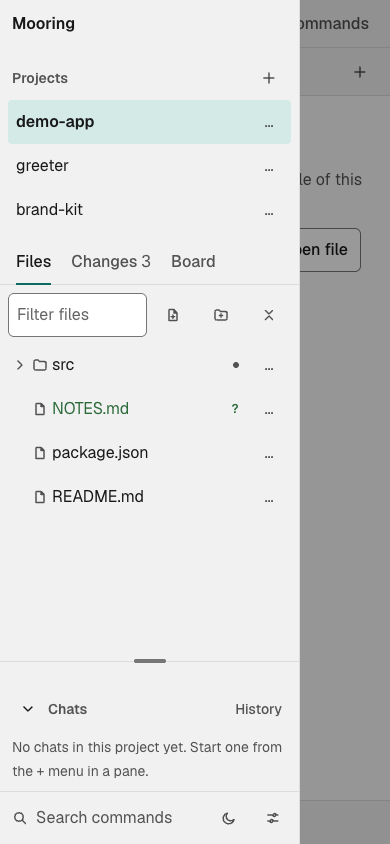 Mooring
ommands
Projects
demo-app ...
le of this
greeter ...
brand-kit ...
en file
Files Changes 3 Board
Filter files
src ● ...
NOTES.md ? ...
package.json ...
README.md ...
Chats History
No chats in this project yet. Start one from
the + menu in a pane.
Search commands